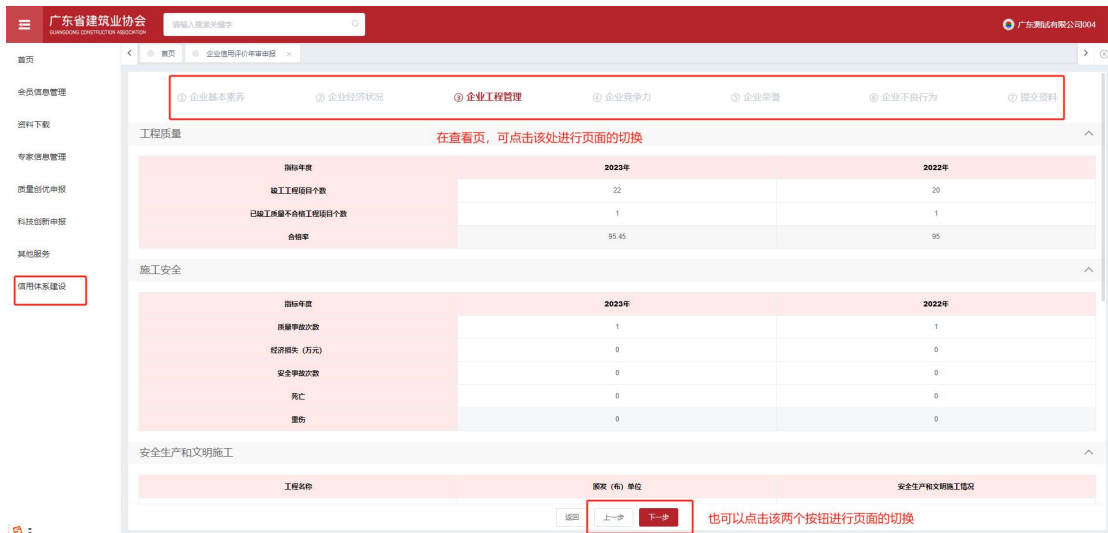 广东省建筑业协会
GUANGDONG CONSTRUCTION ASSOCIATION
请输入搜索关键字
广东测试有限公司004
首页
会员信息管理
资料下载
专家信息管理
质量创优申报
科技创新申报
其他服务
信用体系建设
首页
企业信用评价年审申报 ×
① 企业基本素养 ② 企业经济状况 ③ 企业工程管理 ④ 企业竞争力 ⑤ 企业荣誉 ⑥ 企业不良行为 ⑦ 提交资料
工程质量
在查看页，可点击该处进行页面的切换
指标年度 2023年 2022年
竣工工程项目个数 22 20
已竣工质量不合格工程项目个数 1 1
合格率 95.45 95
施工安全
指标年度 2023年 2022年
质量事故次数 1 1
经济损失（万元） 0 0
安全事故次数 0 0
死亡 0 0
重伤 0 0
安全生产和文明施工
工程名称 颁发（布）单位 安全生产和文明施工情况
返回 上一步 下一步
也可以点击该两个按钮进行页面的切换